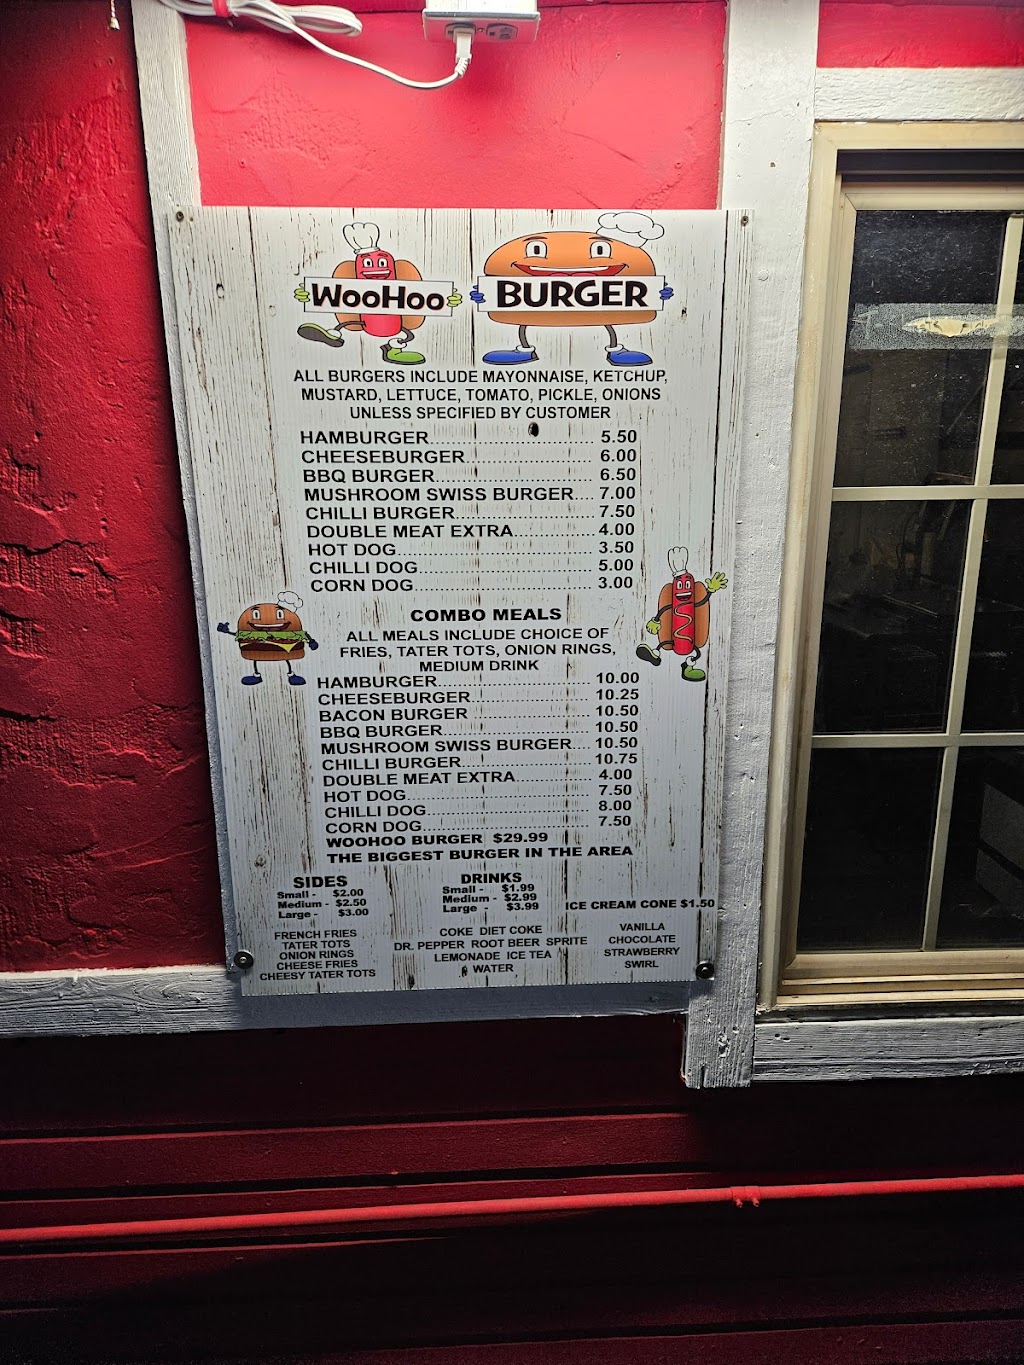 WOOHOO BURGER
ALL BURGERS INCLUDE MAYONNAISE, KETCHUP,
MUSTARD, LETTUCE, TOMATO, PICKLE, ONIONS
UNLESS SPECIFIED BY CUSTOMER
HAMBURGER 5.50
CHEESEBURGER 6.00
BBQ BURGER 6.50
MUSHROOM SWISS BURGER 7.00
CHILLI BURGER 7.50
DOUBLE MEAT EXTRA 4.00
HOT DOG 3.50
CHILLI DOG 5.00
CORN DOG 3.00
COMBO MEALS
ALL MEALS INCLUDE CHOICE OF
FRIES, TATER TOTS, ONION RINGS,
MEDIUM DRINK
HAMBURGER 10.00
CHEESEBURGER 10.25
BACON BURGER 10.50
BBQ BURGER 10.50
MUSHROOM SWISS BURGER 10.50
CHILLI BURGER 10.75
DOUBLE MEAT EXTRA 4.00
HOT DOG 7.50
CHILLI DOG 8.00
CORN DOG 7.50
WOOHOO BURGER $29.99
THE BIGGEST BURGER IN THE AREA
SIDES
Small - $2.00
Medium - $2.50
Large - $3.00
FRENCH FRIES
TATER TOTS
ONION RINGS
CHEESE FRIES
CHEESY TATER TOTS
DRINKS
Small - $1.99
Medium - $2.99
Large - $3.99
COKE DIET COKE
DR. PEPPER ROOT BEER SPRITE
LEMONADE ICE TEA
WATER
ICE CREAM CONE $1.50
VANILLA
CHOCOLATE
STRAWBERRY
SWIRL